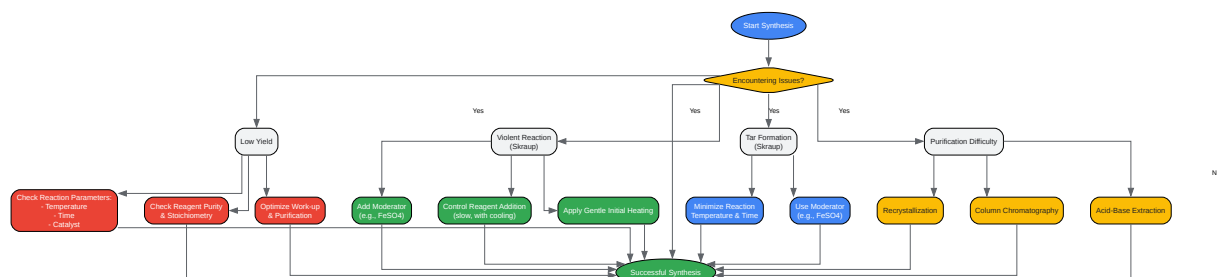 Start Synthesis
Encountering Issues?
Yes
Yes
Yes
Yes
Low Yield
Violent Reaction
(Skraup)
Tar Formation
(Skraup)
Purification Difficulty
N
Check Reaction Parameters:
- Temperature
- Time
- Catalyst
Check Reagent Purity
& Stoichiometry
Optimize Work-up
& Purification
Add Moderator
(e.g., FeSO4)
Control Reagent Addition
(slow, with cooling)
Apply Gentle Initial Heating
Minimize Reaction
Temperature & Time
Use Moderator
(e.g., FeSO4)
Recrystallization
Column Chromatography
Acid-Base Extraction
Successful Synthesis